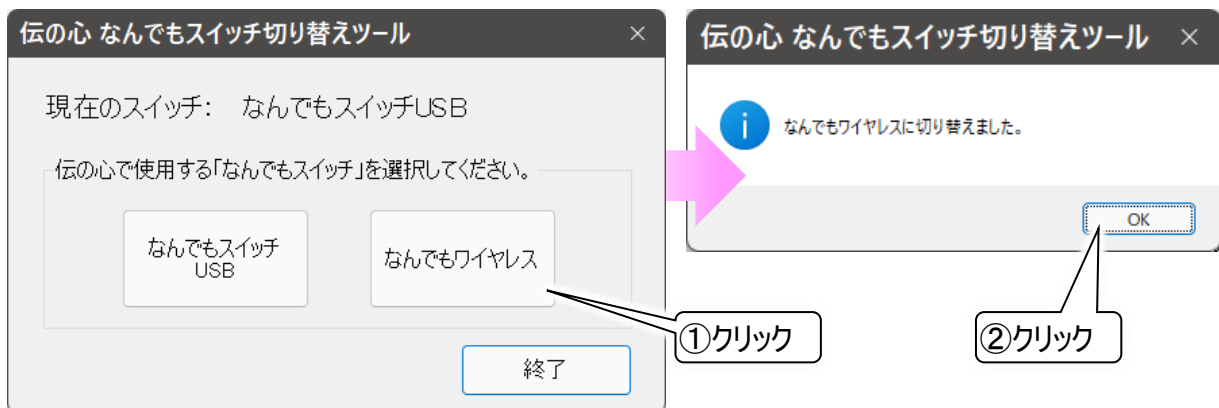 伝の心 なんでもスイッチ切り替えツール
現在のスイッチ: なんでもスイッチUSB
伝の心で使用する「なんでもスイッチ」を選択してください。
なんでもスイッチ
USB
なんでもワイヤレス
①クリック
終了
伝の心 なんでもスイッチ切り替えツール
なんでもワイヤレスに切り替えました。
OK
②クリック